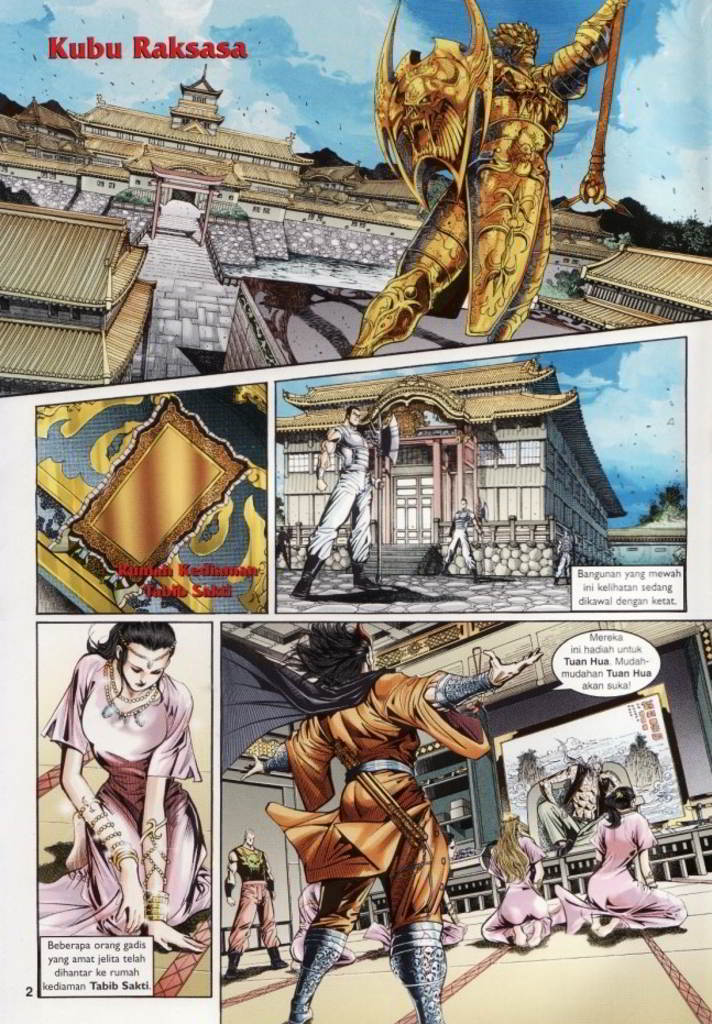 Kubu Raksasa
Rumah Kediaman
Tabib Sakti
Bangunan yang mewah
ini kelihatan sedang
dikawal dengan ketat.
Mereka
ini hadiah untuk
Tuan Hua. Mudah-
mudahan Tuan Hua
akan suka!
Beberapa orang gadis
yang amat jelita telah
dihantar ke rumah
kediaman Tabib Sakti.
2